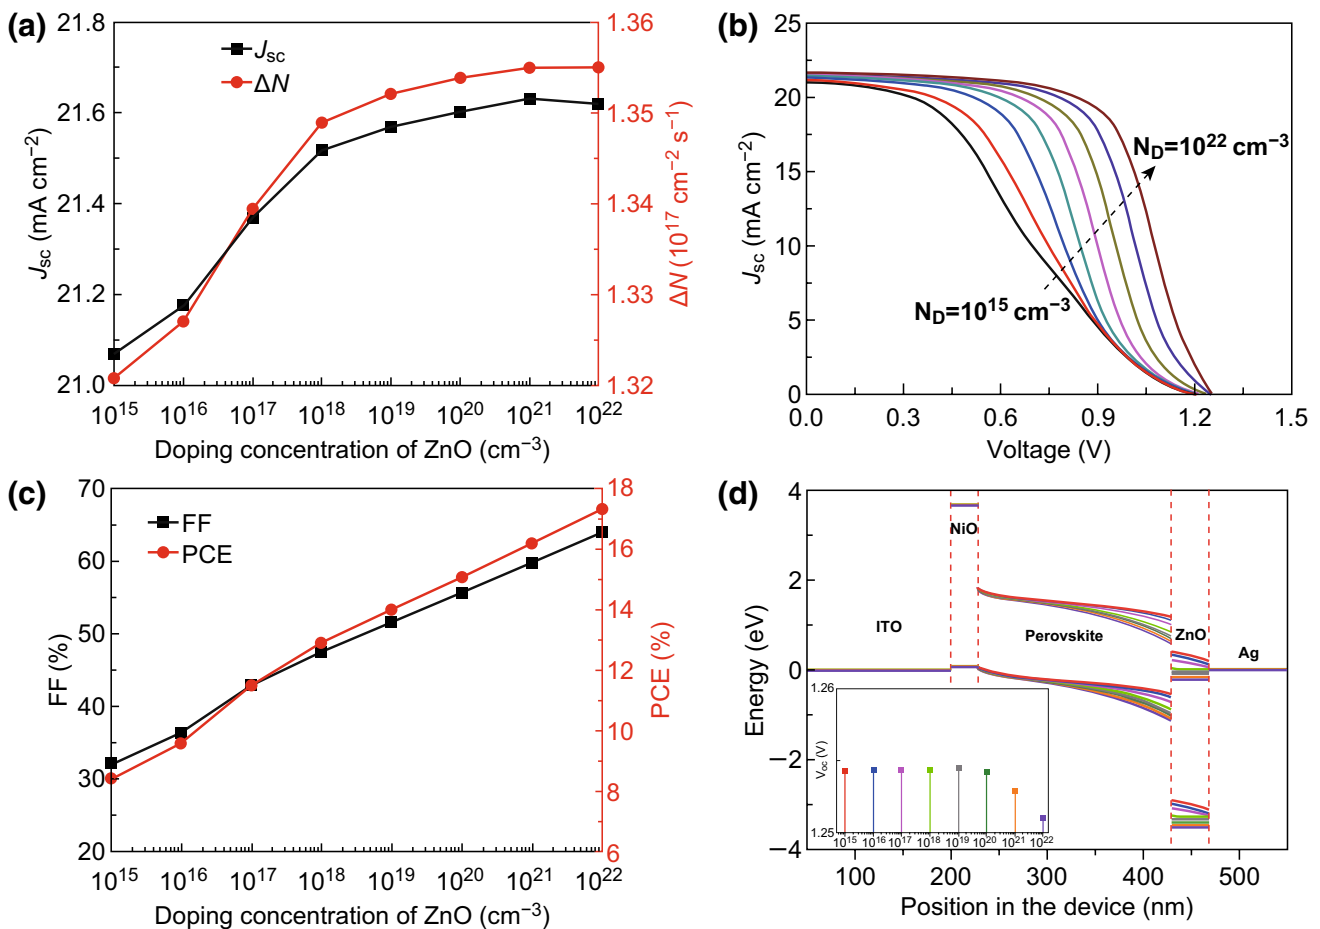 (a)
21.8
21.6
21.4
21.2
21.0
J_sc (mA cm−2)
J_sc
ΔN
1.36
1.35
1.34
1.33
1.32
ΔN (10^17 cm−2 s−1)
10^15 10^16 10^17 10^18 10^19 10^20 10^21 10^22
Doping concentration of ZnO (cm−3)
(b)
25
20
15
10
5
0
J_sc (mA cm−2)
N_D=10^22 cm−3
N_D=10^15 cm−3
0.0 0.3 0.6 0.9 1.2 1.5
Voltage (V)
(c)
70
60
50
40
30
20
FF (%)
FF
PCE
18
16
14
12
10
8
6
PCE (%)
10^15 10^16 10^17 10^18 10^19 10^20 10^21 10^22
Doping concentration of ZnO (cm−3)
(d)
4
2
0
−2
−4
Energy (eV)
NiO
ITO
Perovskite
ZnO
Ag
1.26
1.25
V_oc (V)
10^15 10^16 10^17 10^18 10^19 10^20 10^21 10^22
100 200 300 400 500
Position in the device (nm)